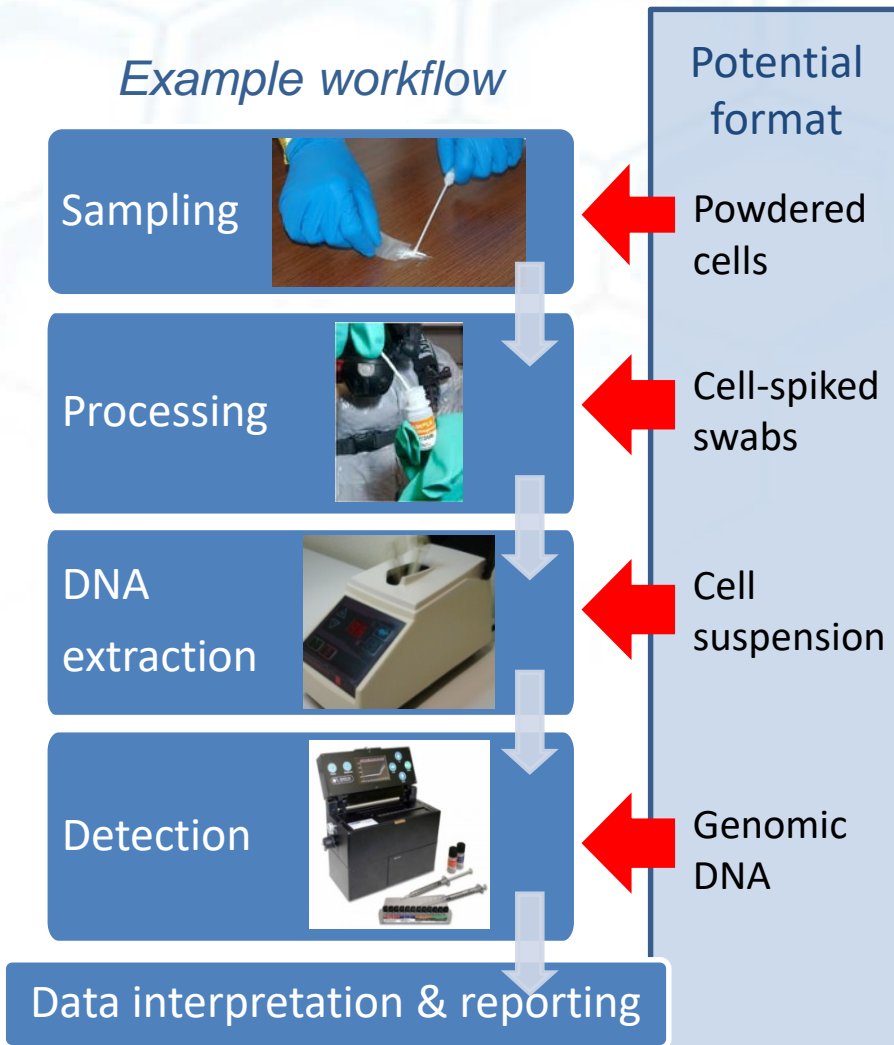 Example workflow
Potential
format
Sampling
Powdered
cells
Processing
Cell-spiked
swabs
DNA
extraction
Cell
suspension
Detection
Genomic
DNA
Data interpretation & reporting